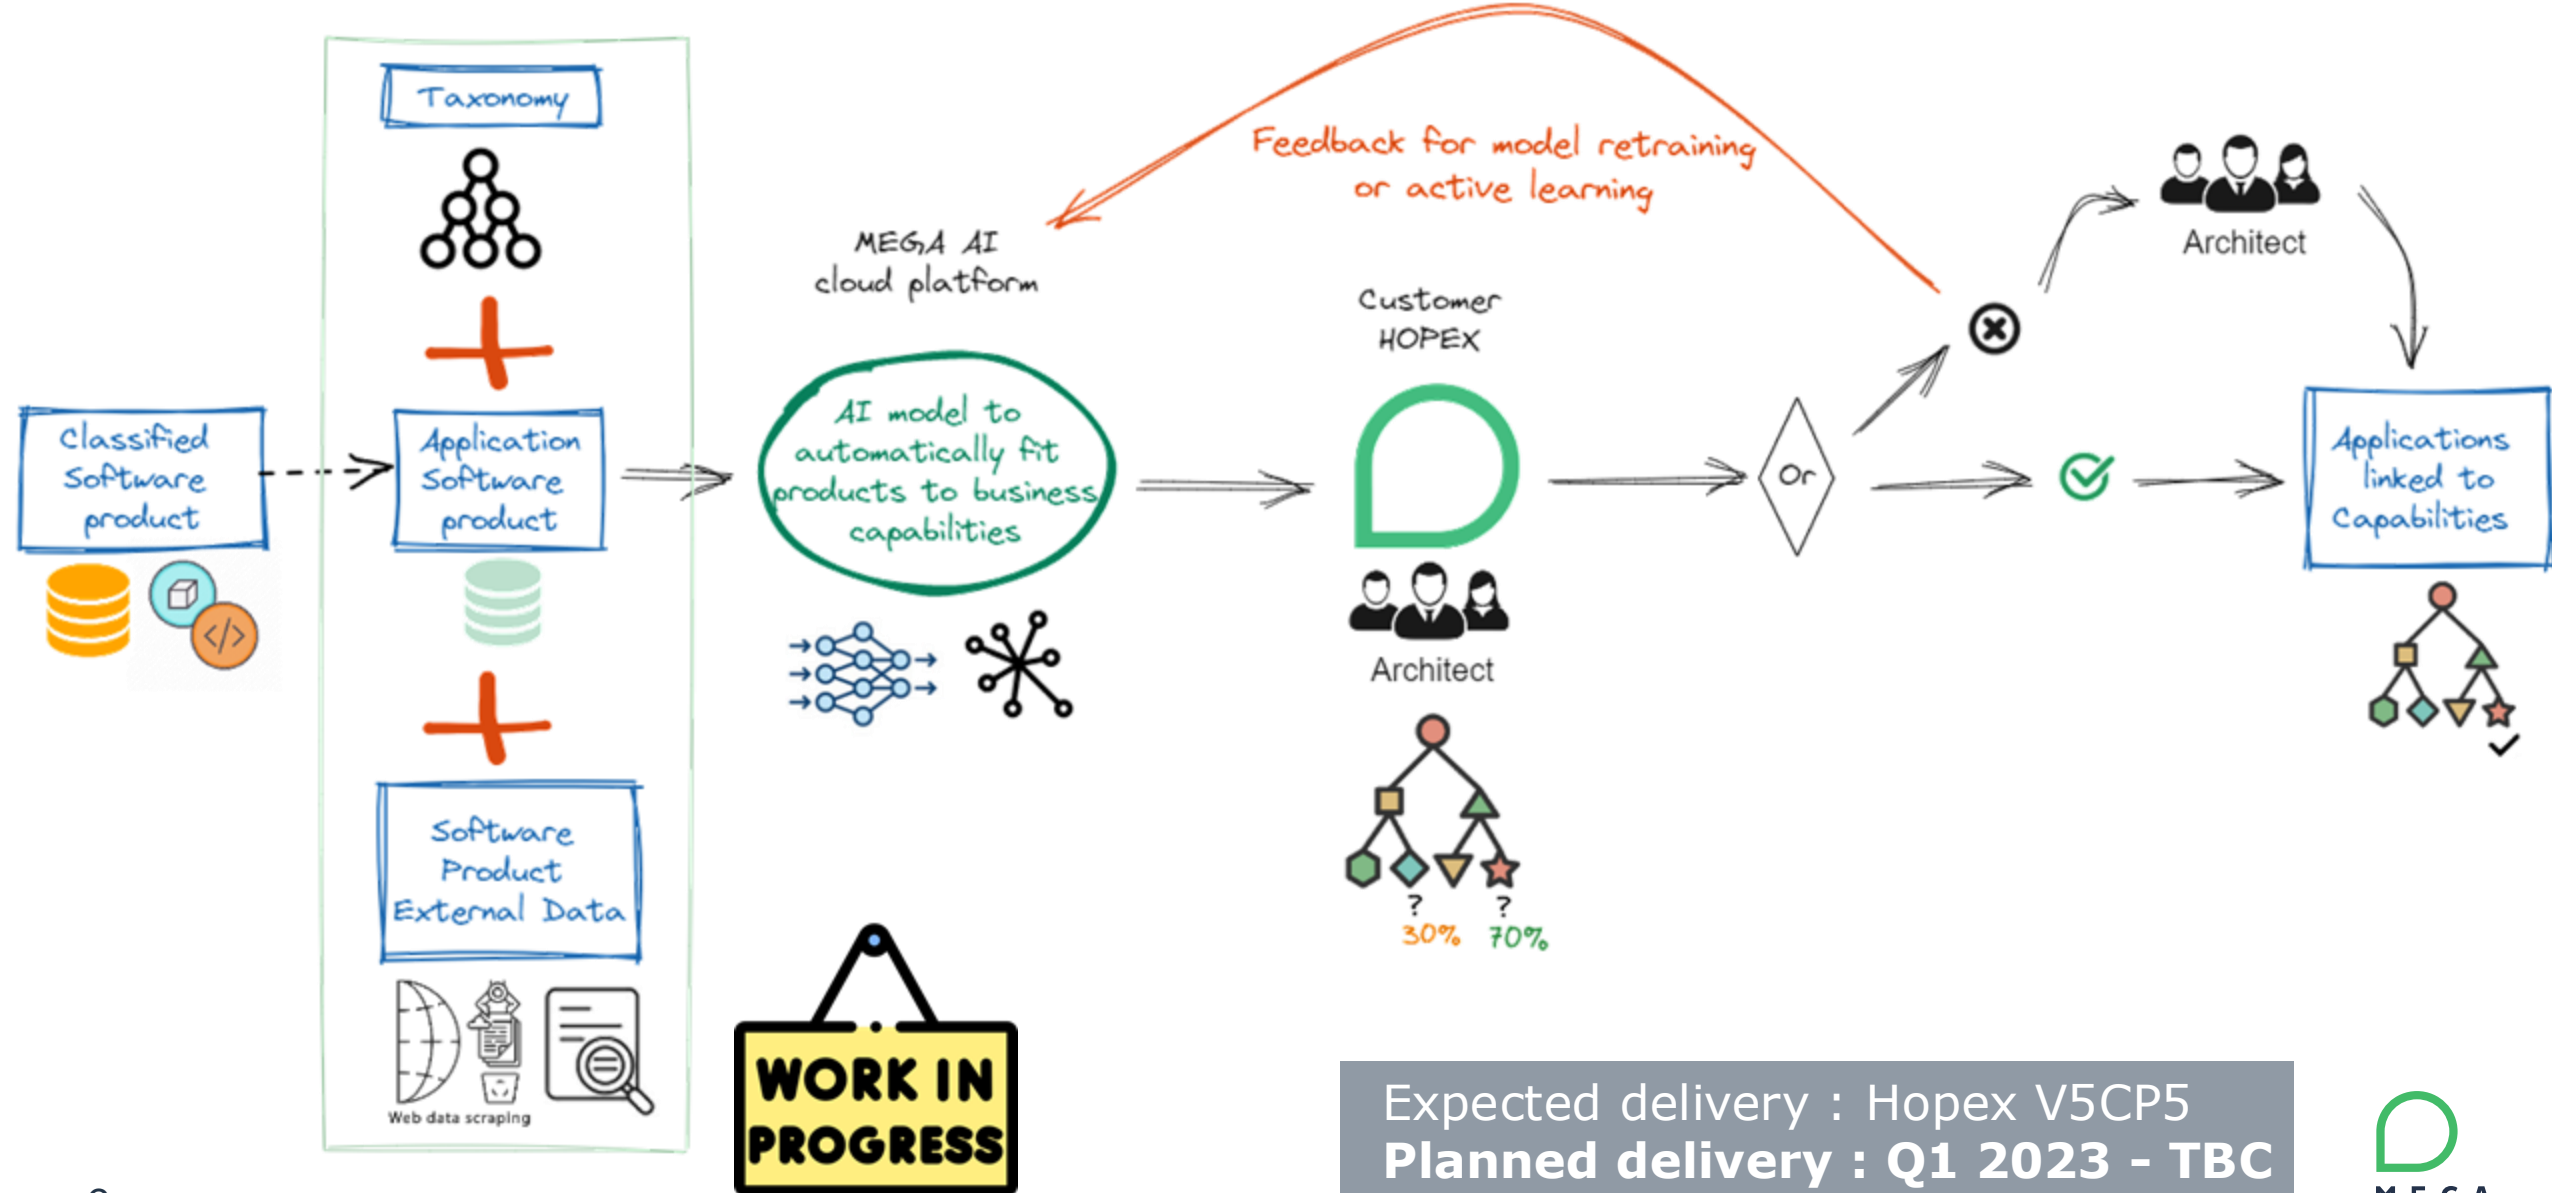 Taxonomy
Classified
Software
product
Application
Software
product
Software
Product
External Data
Web data scraping
MEGA AI
cloud platform
AI model to
automatically fit
products to business
capabilities
WORK IN
PROGRESS
Feedback for model retraining
or active learning
Customer
HOPEX
Architect
?
?
30%
70%
Or
Architect
Applications
linked to
Capabilities
Expected delivery : Hopex V5CP5
Planned delivery : Q1 2023 - TBC
MEGA